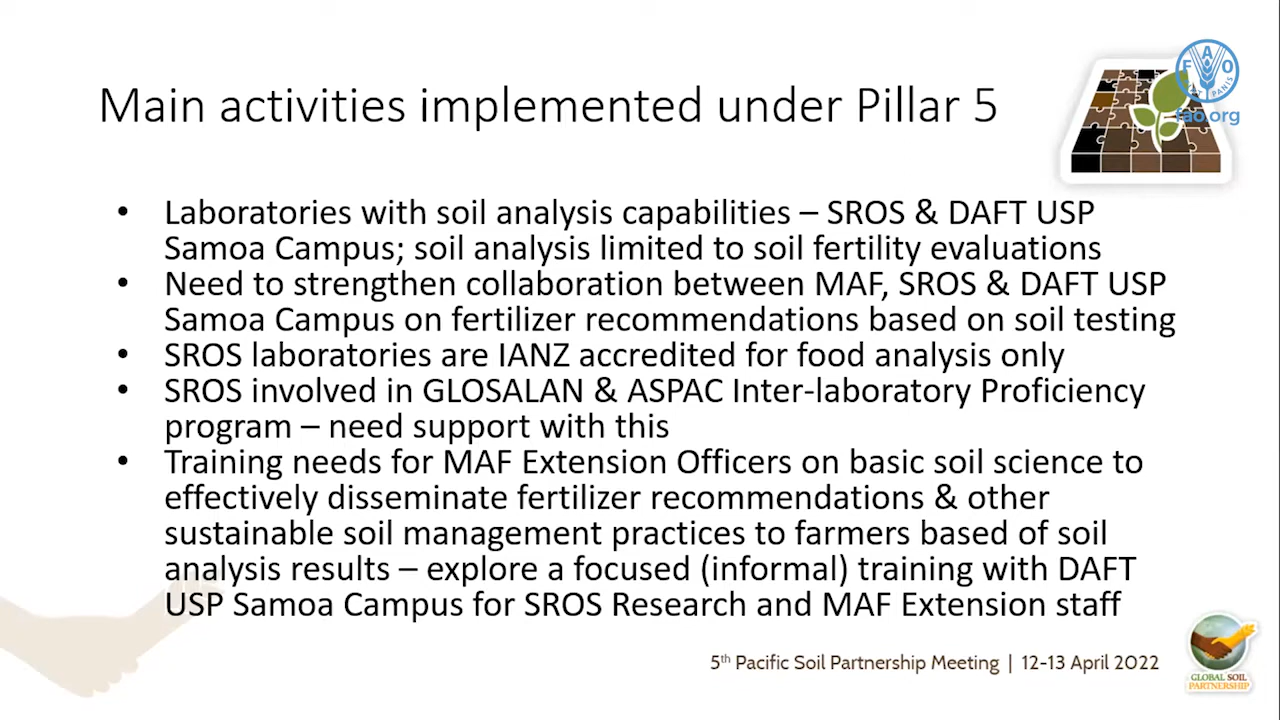 Main activities implemented under Pillar 5
FAO
FIAT PANIS
fao.org
• Laboratories with soil analysis capabilities – SROS & DAFT USP
Samoa Campus; soil analysis limited to soil fertility evaluations
• Need to strengthen collaboration between MAF, SROS & DAFT USP
Samoa Campus on fertilizer recommendations based on soil testing
• SROS laboratories are IANZ accredited for food analysis only
• SROS involved in GLOSALAN & ASPAC Inter-laboratory Proficiency
program – need support with this
• Training needs for MAF Extension Officers on basic soil science to
effectively disseminate fertilizer recommendations & other
sustainable soil management practices to farmers based of soil
analysis results – explore a focused (informal) training with DAFT
USP Samoa Campus for SROS Research and MAF Extension staff
5th Pacific Soil Partnership Meeting | 12-13 April 2022
GLOBAL SOIL
PARTNERSHIP